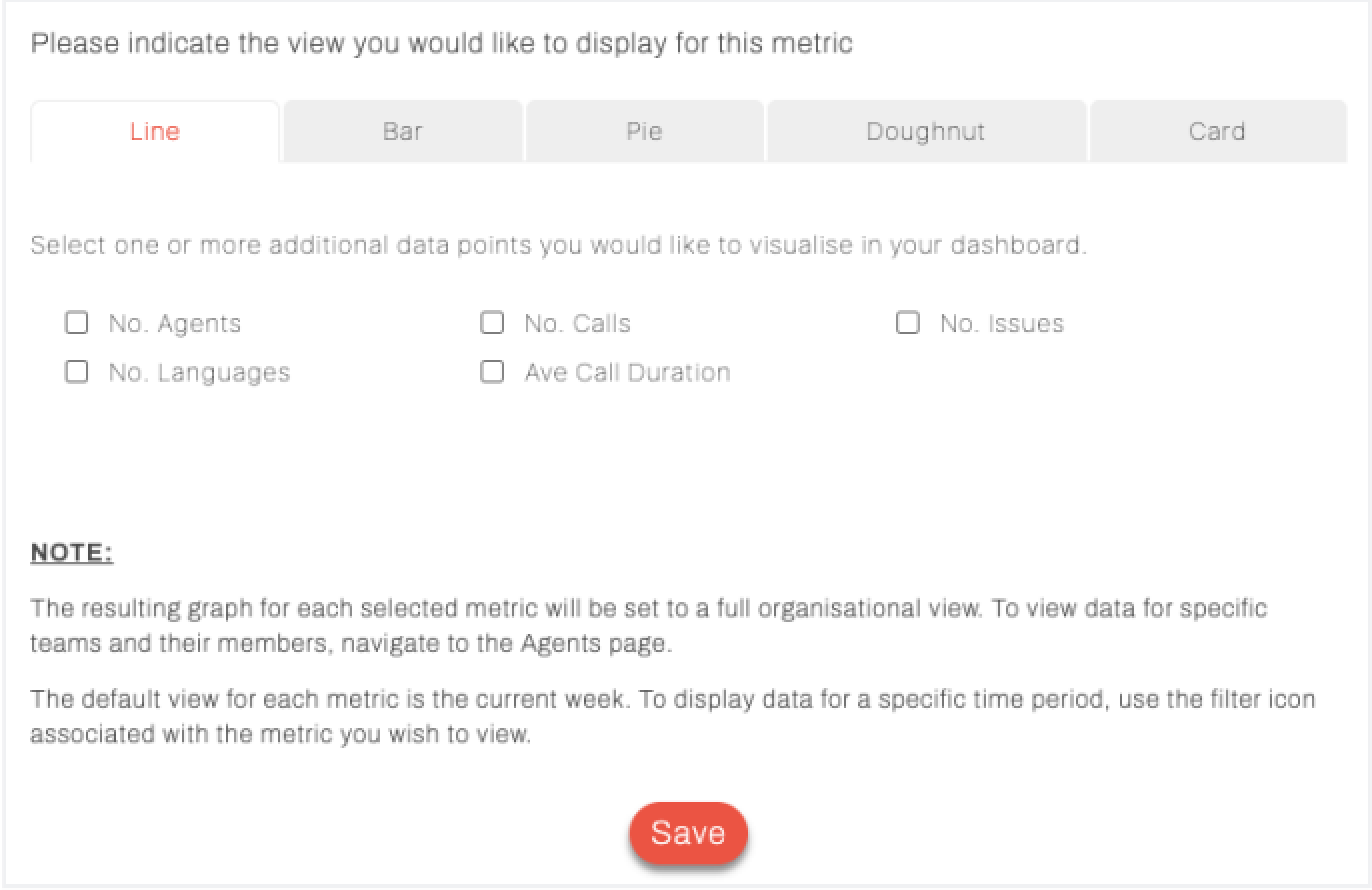 Please indicate the view you would like to display for this metric
Line Bar Pie Doughnut Card
Select one or more additional data points you would like to visualise in your dashboard.
No. Agents No. Calls No. Issues
No. Languages Ave Call Duration
NOTE:
The resulting graph for each selected metric will be set to a full organisational view. To view data for specific
teams and their members, navigate to the Agents page.
The default view for each metric is the current week. To display data for a specific time period, use the filter icon
associated with the metric you wish to view.
Save